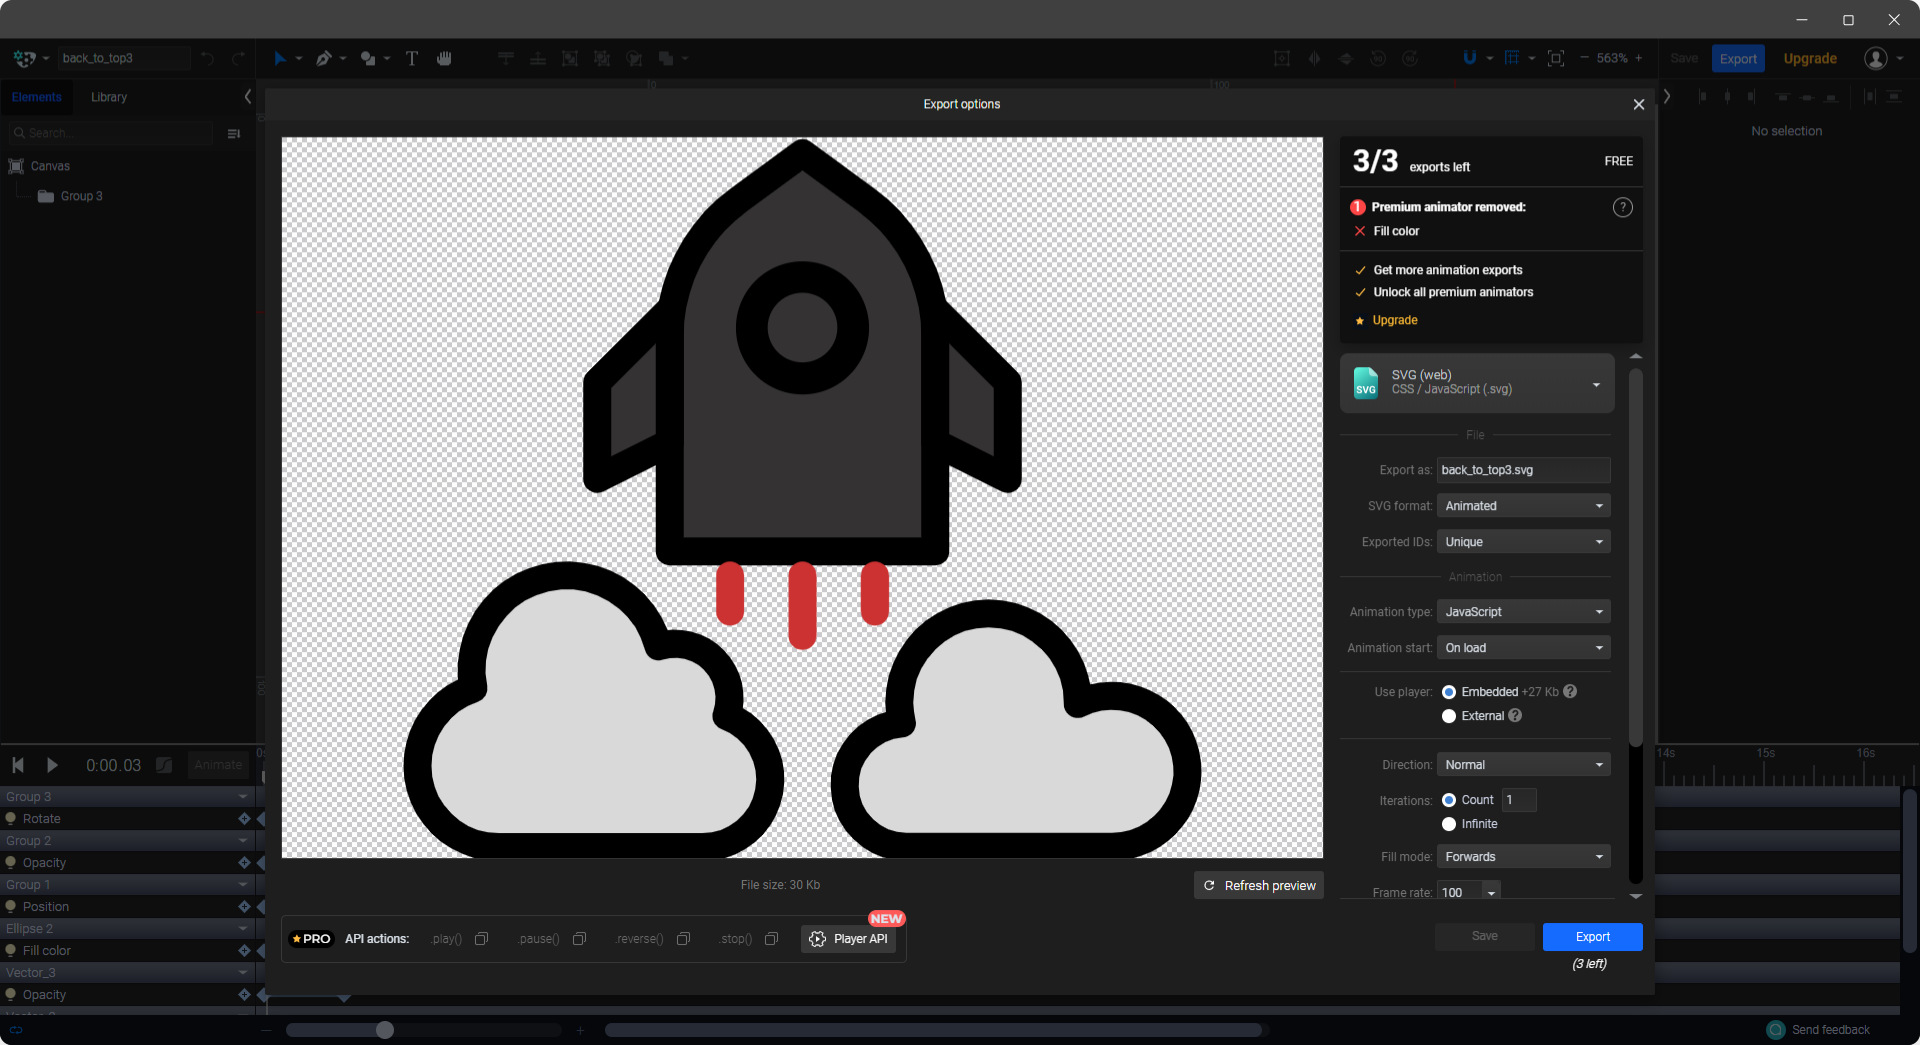 back_to_top3
T
563%
Save
Export
Upgrade
Elements
Library
0
100
Export options
No selection
Search...
Canvas
Group 3
3/3 exports left
FREE
1 Premium animator removed:
?
Fill color
Get more animation exports
Unlock all premium animators
Upgrade
SVG
SVG (web)
CSS / JavaScript (.svg)
File
Export as: back_to_top3.svg
SVG format: Animated
Exported IDs: Unique
Animation
Animation type: JavaScript
Animation start: On load
Use player: Embedded +27 Kb ?
External ?
Direction: Normal
Iterations: Count 1
Infinite
Fill mode: Forwards
Frame rate: 100
File size: 30 Kb
Refresh preview
PRO API actions: .play() .pause() .reverse() .stop() Player API
NEW
Save
Export
(3 left)
0:00.03
Animate
14s 15s 16s
Group 3
Rotate
Group 2
Opacity
Group 1
Position
Ellipse 2
Fill color
Vector_3
Opacity
Send feedback